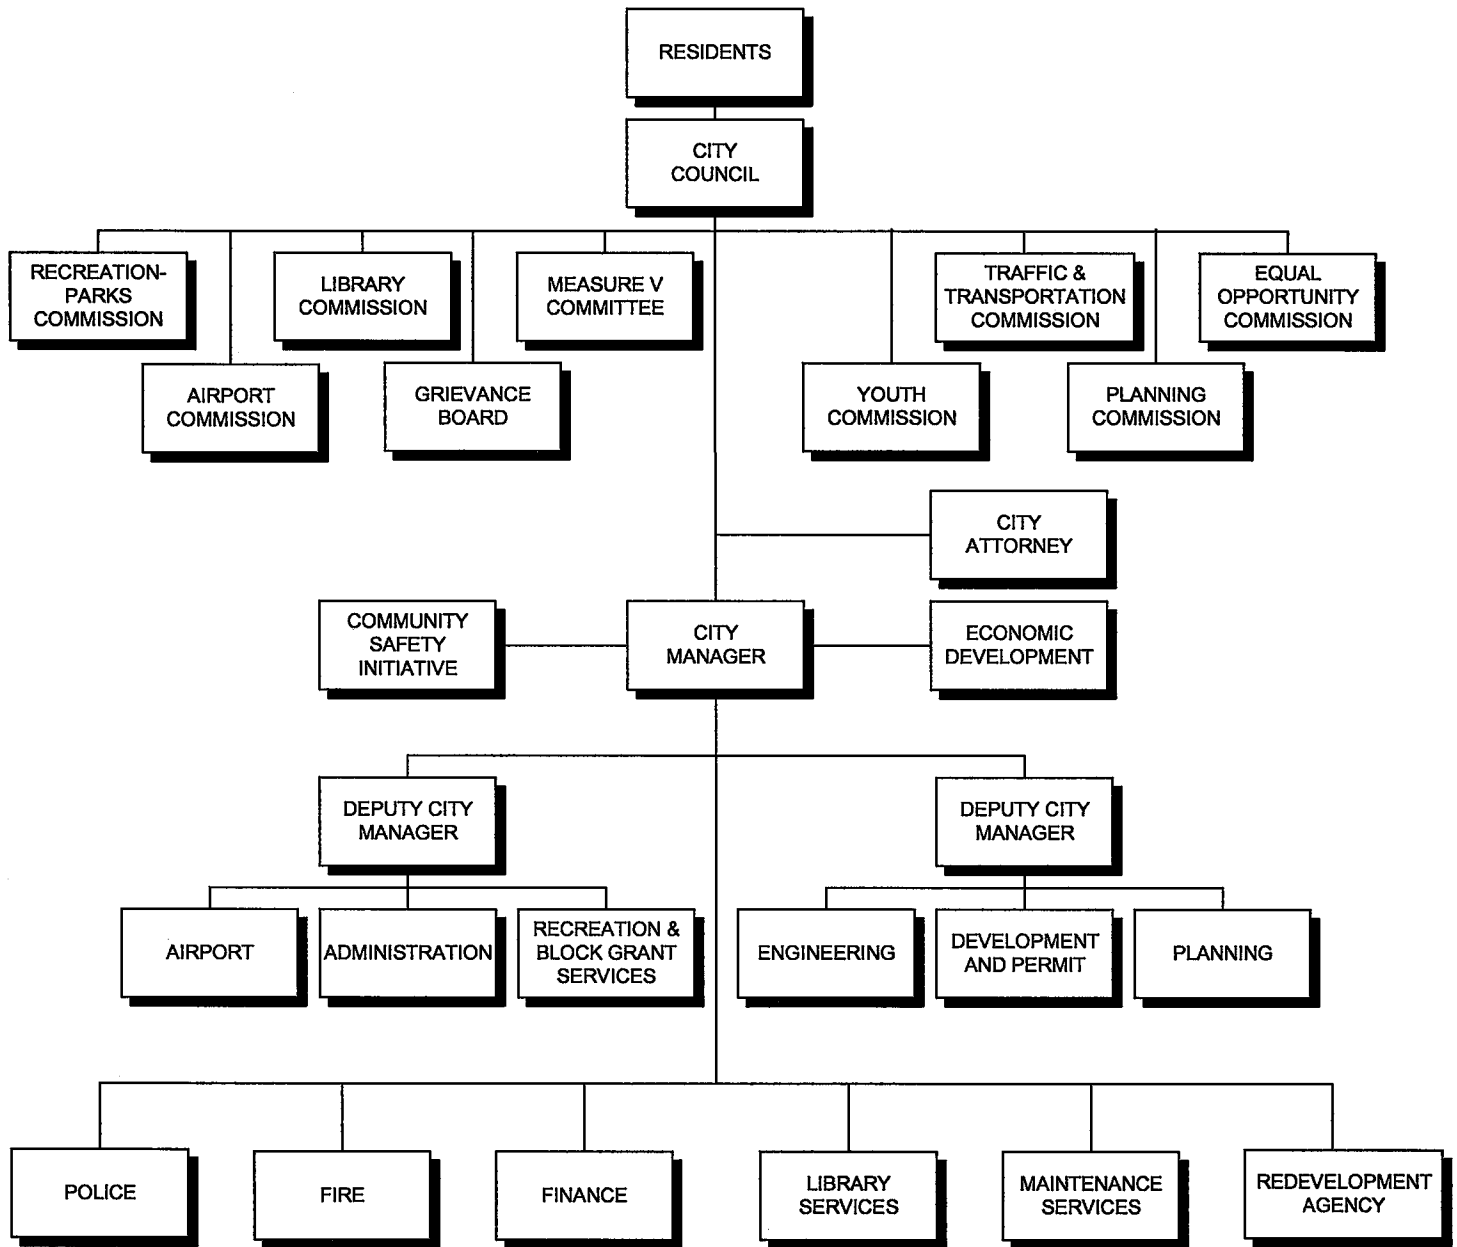 RESIDENTS
CITY
COUNCIL
RECREATION-
PARKS
COMMISSION
LIBRARY
COMMISSION
MEASURE V
COMMITTEE
TRAFFIC &
TRANSPORTATION
COMMISSION
EQUAL
OPPORTUNITY
COMMISSION
AIRPORT
COMMISSION
GRIEVANCE
BOARD
YOUTH
COMMISSION
PLANNING
COMMISSION
CITY
ATTORNEY
COMMUNITY
SAFETY
INITIATIVE
CITY
MANAGER
ECONOMIC
DEVELOPMENT
DEPUTY CITY
MANAGER
DEPUTY CITY
MANAGER
AIRPORT
ADMINISTRATION
RECREATION &
BLOCK GRANT
SERVICES
ENGINEERING
DEVELOPMENT
AND PERMIT
PLANNING
POLICE
FIRE
FINANCE
LIBRARY
SERVICES
MAINTENANCE
SERVICES
REDEVELOPMENT
AGENCY